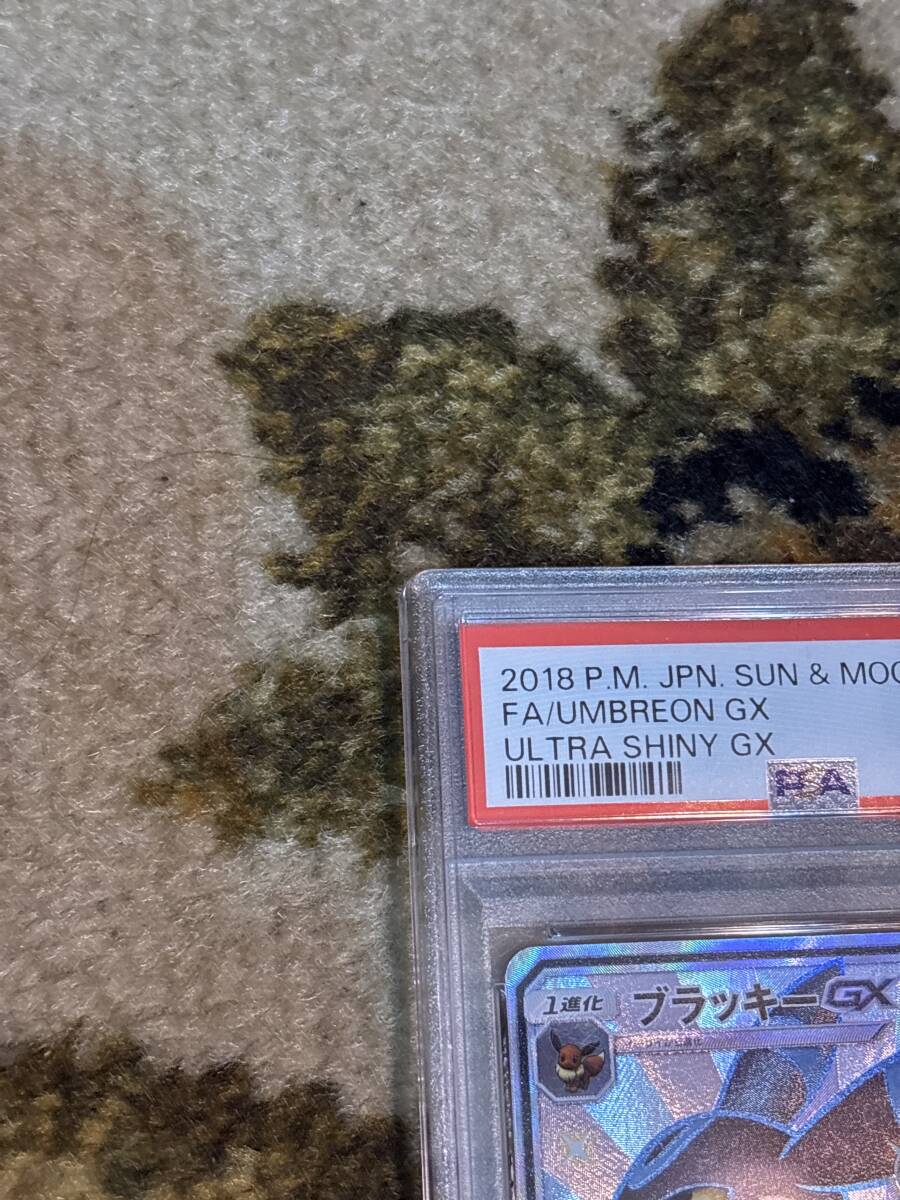 2018 P.M. JPN. SUN & MOO
FA/UMBREON GX
ULTRA SHINY GX
1進化
ブラッキーGX